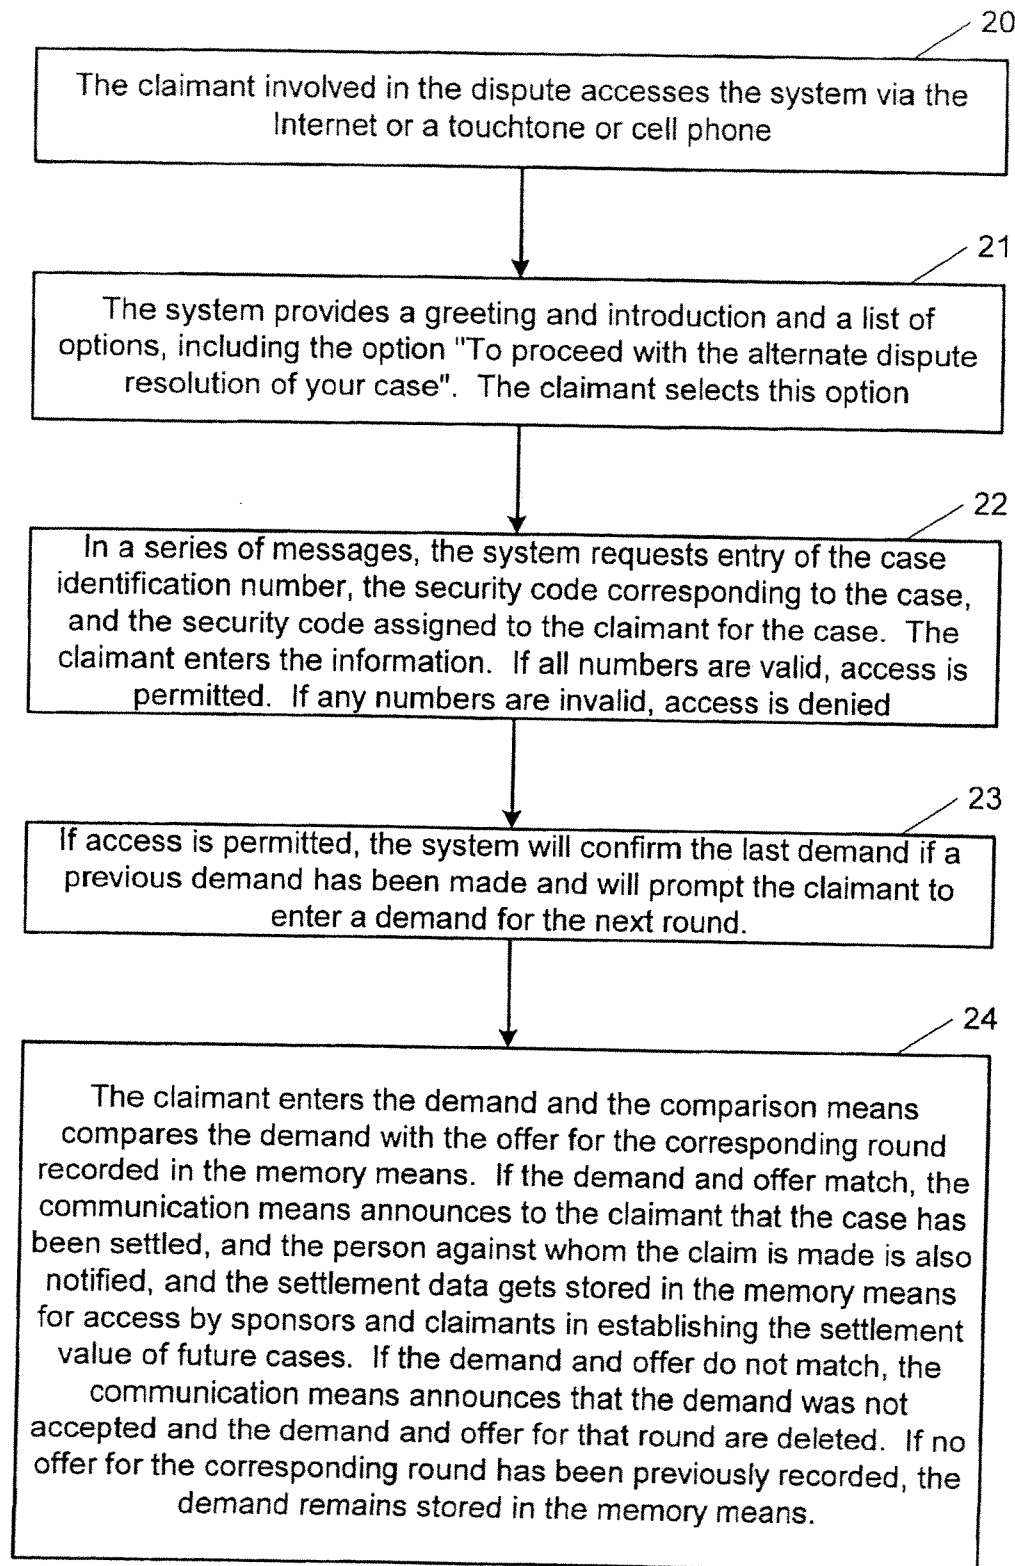 20
The claimant involved in the dispute accesses the system via the
Internet or a touchtone or cell phone
21
The system provides a greeting and introduction and a list of
options, including the option "To proceed with the alternate dispute
resolution of your case". The claimant selects this option
22
In a series of messages, the system requests entry of the case
identification number, the security code corresponding to the case,
and the security code assigned to the claimant for the case. The
claimant enters the information. If all numbers are valid, access is
permitted. If any numbers are invalid, access is denied
23
If access is permitted, the system will confirm the last demand if a
previous demand has been made and will prompt the claimant to
enter a demand for the next round.
24
The claimant enters the demand and the comparison means
compares the demand with the offer for the corresponding round
recorded in the memory means. If the demand and offer match, the
communication means announces to the claimant that the case has
been settled, and the person against whom the claim is made is also
notified, and the settlement data gets stored in the memory means
for access by sponsors and claimants in establishing the settlement
value of future cases. If the demand and offer do not match, the
communication means announces that the demand was not
accepted and the demand and offer for that round are deleted. If no
offer for the corresponding round has been previously recorded, the
demand remains stored in the memory means.